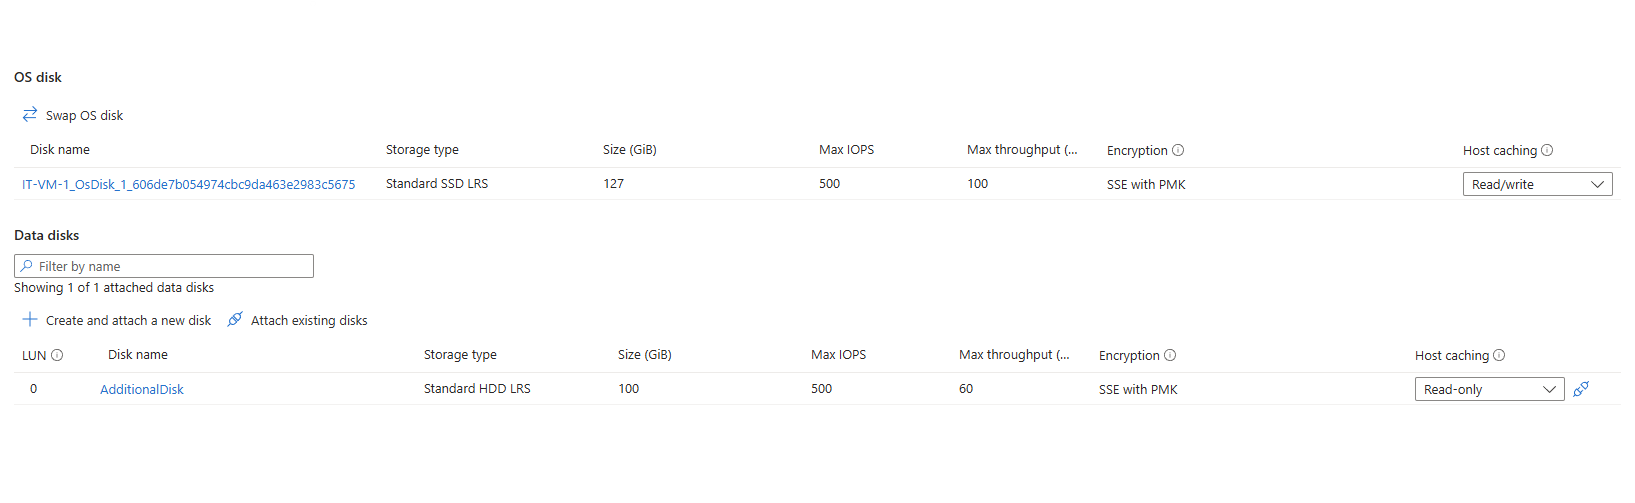 OS disk
Swap OS disk
Disk name Storage type Size (GiB) Max IOPS Max throughput (... Encryption Host caching
IT-VM-1_OsDisk_1_606de7b054974cbc9da463e2983c5675 Standard SSD LRS 127 500 100 SSE with PMK Read/write
Data disks
Filter by name
Showing 1 of 1 attached data disks
Create and attach a new disk Attach existing disks
LUN Disk name Storage type Size (GiB) Max IOPS Max throughput (... Encryption Host caching
0 AdditionalDisk Standard HDD LRS 100 500 60 SSE with PMK Read-only